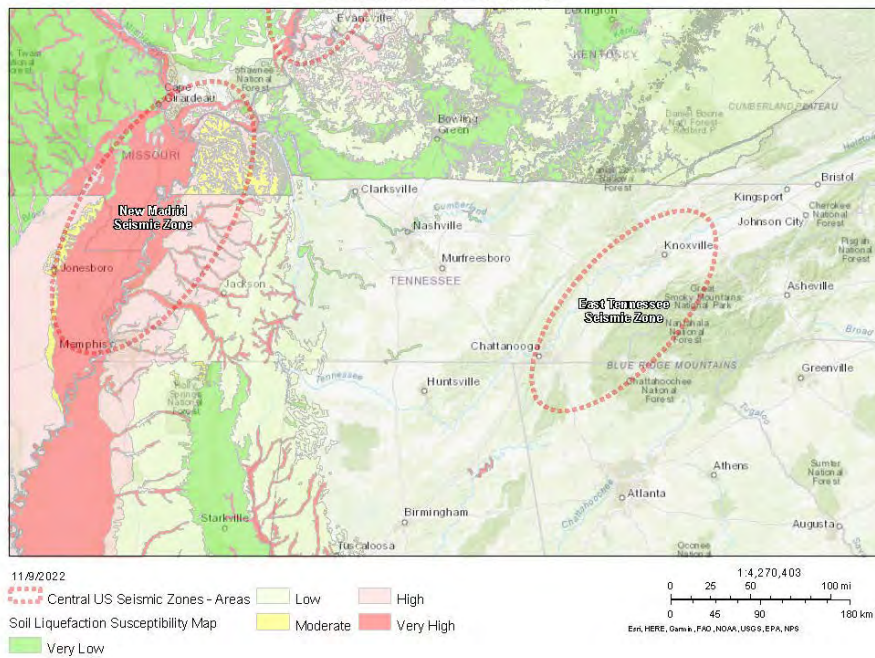 Evansville
Lexington
KENTUCKY
Shawnee
National
Forest
Cape
Girardeau
Bowling
Green
Daniel Boone
Nat'l Forest
CUMBERLAND PLATEAU
MISSOURI
Clarksville
Kingsport
Bristol
New Madrid
Seismic Zone
Cumberland
Nashville
Johnson City
Cherokee
National
Forest
Knoxville
Pisgah
National
Forest
Jonesboro
Murfreesboro
TENNESSEE
Jackson
East Tennessee
Seismic Zone
Great
Smoky Mountains
National Park
Asheville
Nantahala
National
Forest
Broad
Memphis
Chattanooga
BLUE RIDGE MOUNTAINS
Greenville
Holly
Springs
National
Forest
Tennessee
Huntsville
Chattahoochee
National
Forest
Tugaloo
Sumter
National
Forest
Athens
Atlanta
Chattahoochee
Starkville
Birmingham
Augusta
Tuscaloosa
Oconee
National
11/9/2022
Central US Seismic Zones - Areas
Low
High
Soil Liquefaction Susceptibility Map
Moderate
Very High
Very Low
1:4,270,403
0 25 50 100 mi
0 45 90 180 km
Esri, HERE, Garmin, FAO, NOAA, USGS, EPA, NPS